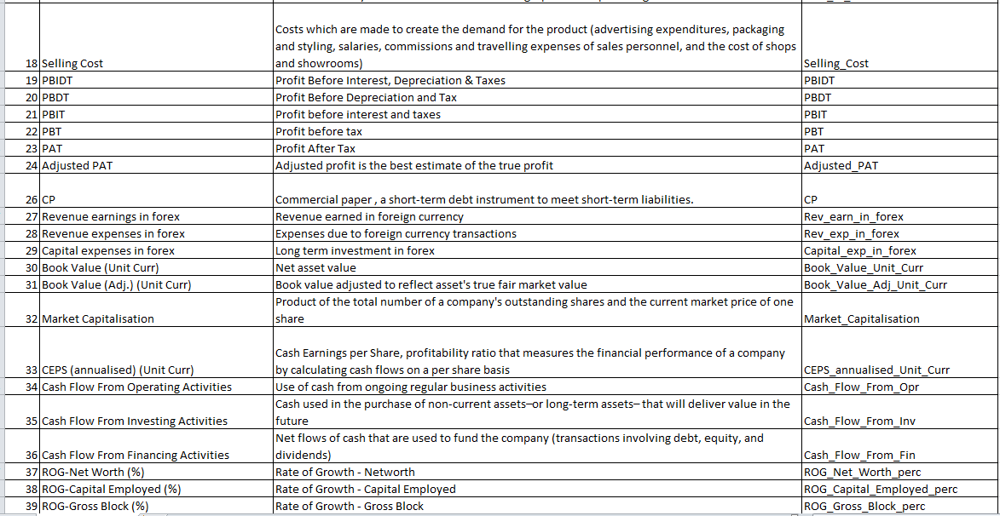 Costs which are made to create the demand for the product (advertising expenditures, packaging
and styling, salaries, commissions and travelling expenses of sales personnel, and the cost of shops
18 Selling Cost and showrooms) Selling_Cost
19 PBIDT Profit Before Interest, Depreciation & Taxes PBIDT
20 PBDT Profit Before Depreciation and Tax PBDT
21 PBIT Profit before interest and taxes PBIT
22 PBT Profit before tax PBT
23 PAT Profit After Tax PAT
24 Adjusted PAT Adjusted profit is the best estimate of the true profit Adjusted_PAT
26 CP Commercial paper , a short-term debt instrument to meet short-term liabilities. CP
27 Revenue earnings in forex Revenue earned in foreign currency Rev_earn_in_forex
28 Revenue expenses in forex Expenses due to foreign currency transactions Rev_exp_in_forex
29 Capital expenses in forex Long term investment in forex Capital_exp_in_forex
30 Book Value (Unit Curr) Net asset value Book_Value_Unit_Curr
31 Book Value (Adj.) (Unit Curr) Book value adjusted to reflect asset's true fair market value Book_Value_Adj_Unit_Curr
Product of the total number of a company's outstanding shares and the current market price of one
32 Market Capitalisation share Market_Capitalisation
Cash Earnings per Share, profitability ratio that measures the financial performance of a company
33 CEPS (annualised) (Unit Curr) by calculating cash flows on a per share basis CEPS_annualised_Unit_Curr
34 Cash Flow From Operating Activities Use of cash from ongoing regular business activities Cash_Flow_From_Opr
Cash used in the purchase of non-current assets–or long-term assets– that will deliver value in the
35 Cash Flow From Investing Activities future Cash_Flow_From_Inv
Net flows of cash that are used to fund the company (transactions involving debt, equity, and
36 Cash Flow From Financing Activities dividends) Cash_Flow_From_Fin
37 ROG-Net Worth (%) Rate of Growth - Networth ROG_Net_Worth_perc
38 ROG-Capital Employed (%) Rate of Growth - Capital Employed ROG_Capital_Employed_perc
39 ROG-Gross Block (%) Rate of Growth - Gross Block ROG_Gross_Block_perc